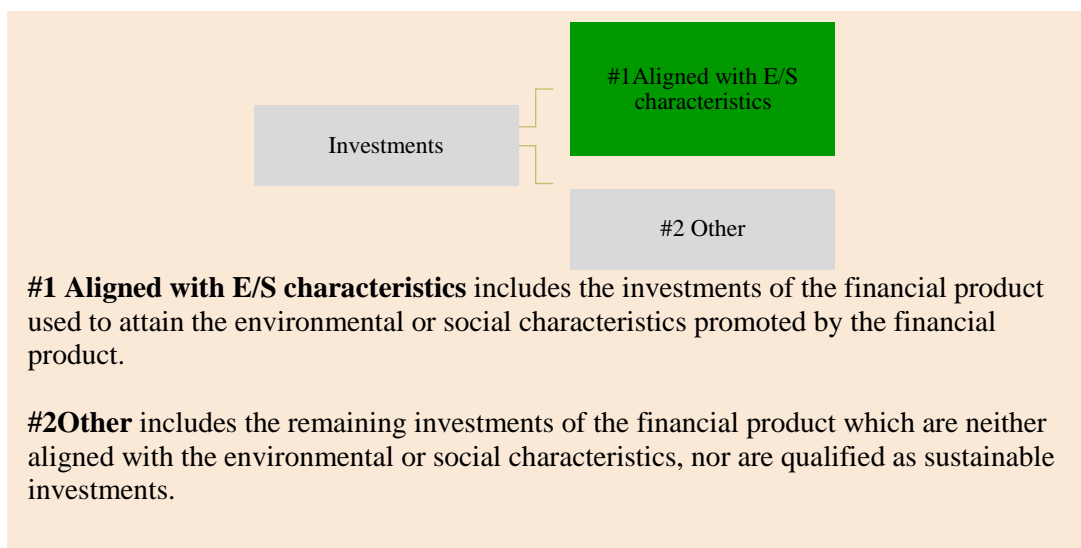 #1Aligned with E/S
characteristics
Investments
#2 Other
#1 Aligned with E/S characteristics includes the investments of the financial product
used to attain the environmental or social characteristics promoted by the financial
product.
#2Other includes the remaining investments of the financial product which are neither
aligned with the environmental or social characteristics, nor are qualified as sustainable
investments.